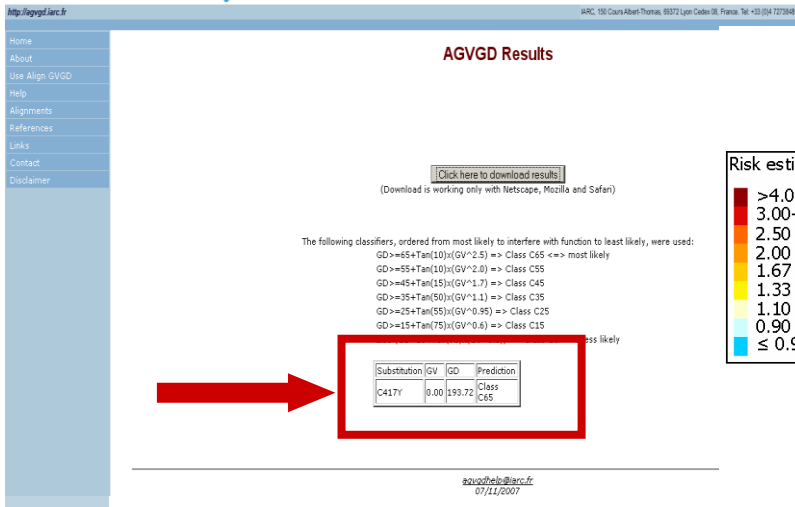 http://agvgd.iarc.fr
IARC, 150 Cours Albert-Thomas, 69372 Lyon Cedex 08, France. Tel: +33 (0)4 7273848
Home
About
Use Align GVGD
Help
Alignments
References
Links
Contact
Disclaimer
AGVGD Results
Click here to download results
(Download is working only with Netscape, Mozilla and Safari)
The following classifiers, ordered from most likely to interfere with function to least likely, were used:
GD>=65+Tan(10)x(GV^2.5) => Class C65 <=> most likely
GD>=55+Tan(10)x(GV^2.0) => Class C55
GD>=45+Tan(15)x(GV^1.7) => Class C45
GD>=35+Tan(50)x(GV^1.1) => Class C35
GD>=25+Tan(55)x(GV^0.95) => Class C25
GD>=15+Tan(75)x(GV^0.6) => Class C15
less likely
Substitution GV GD Prediction
C417Y 0.00 193.72 Class
C65
agvgdhelp@iarc.fr
07/11/2007
Risk esti
>4.0
3.00-
2.50
2.00
1.67
1.33
1.10
0.90
≤ 0.9